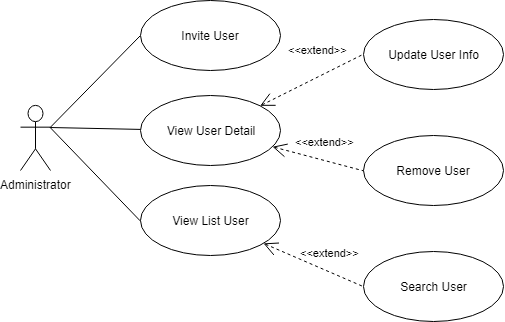 Invite User
<<extend>>
Update User Info
View User Detail
<<extend>>
Remove User
Administrator
View List User
<<extend>>
Search User